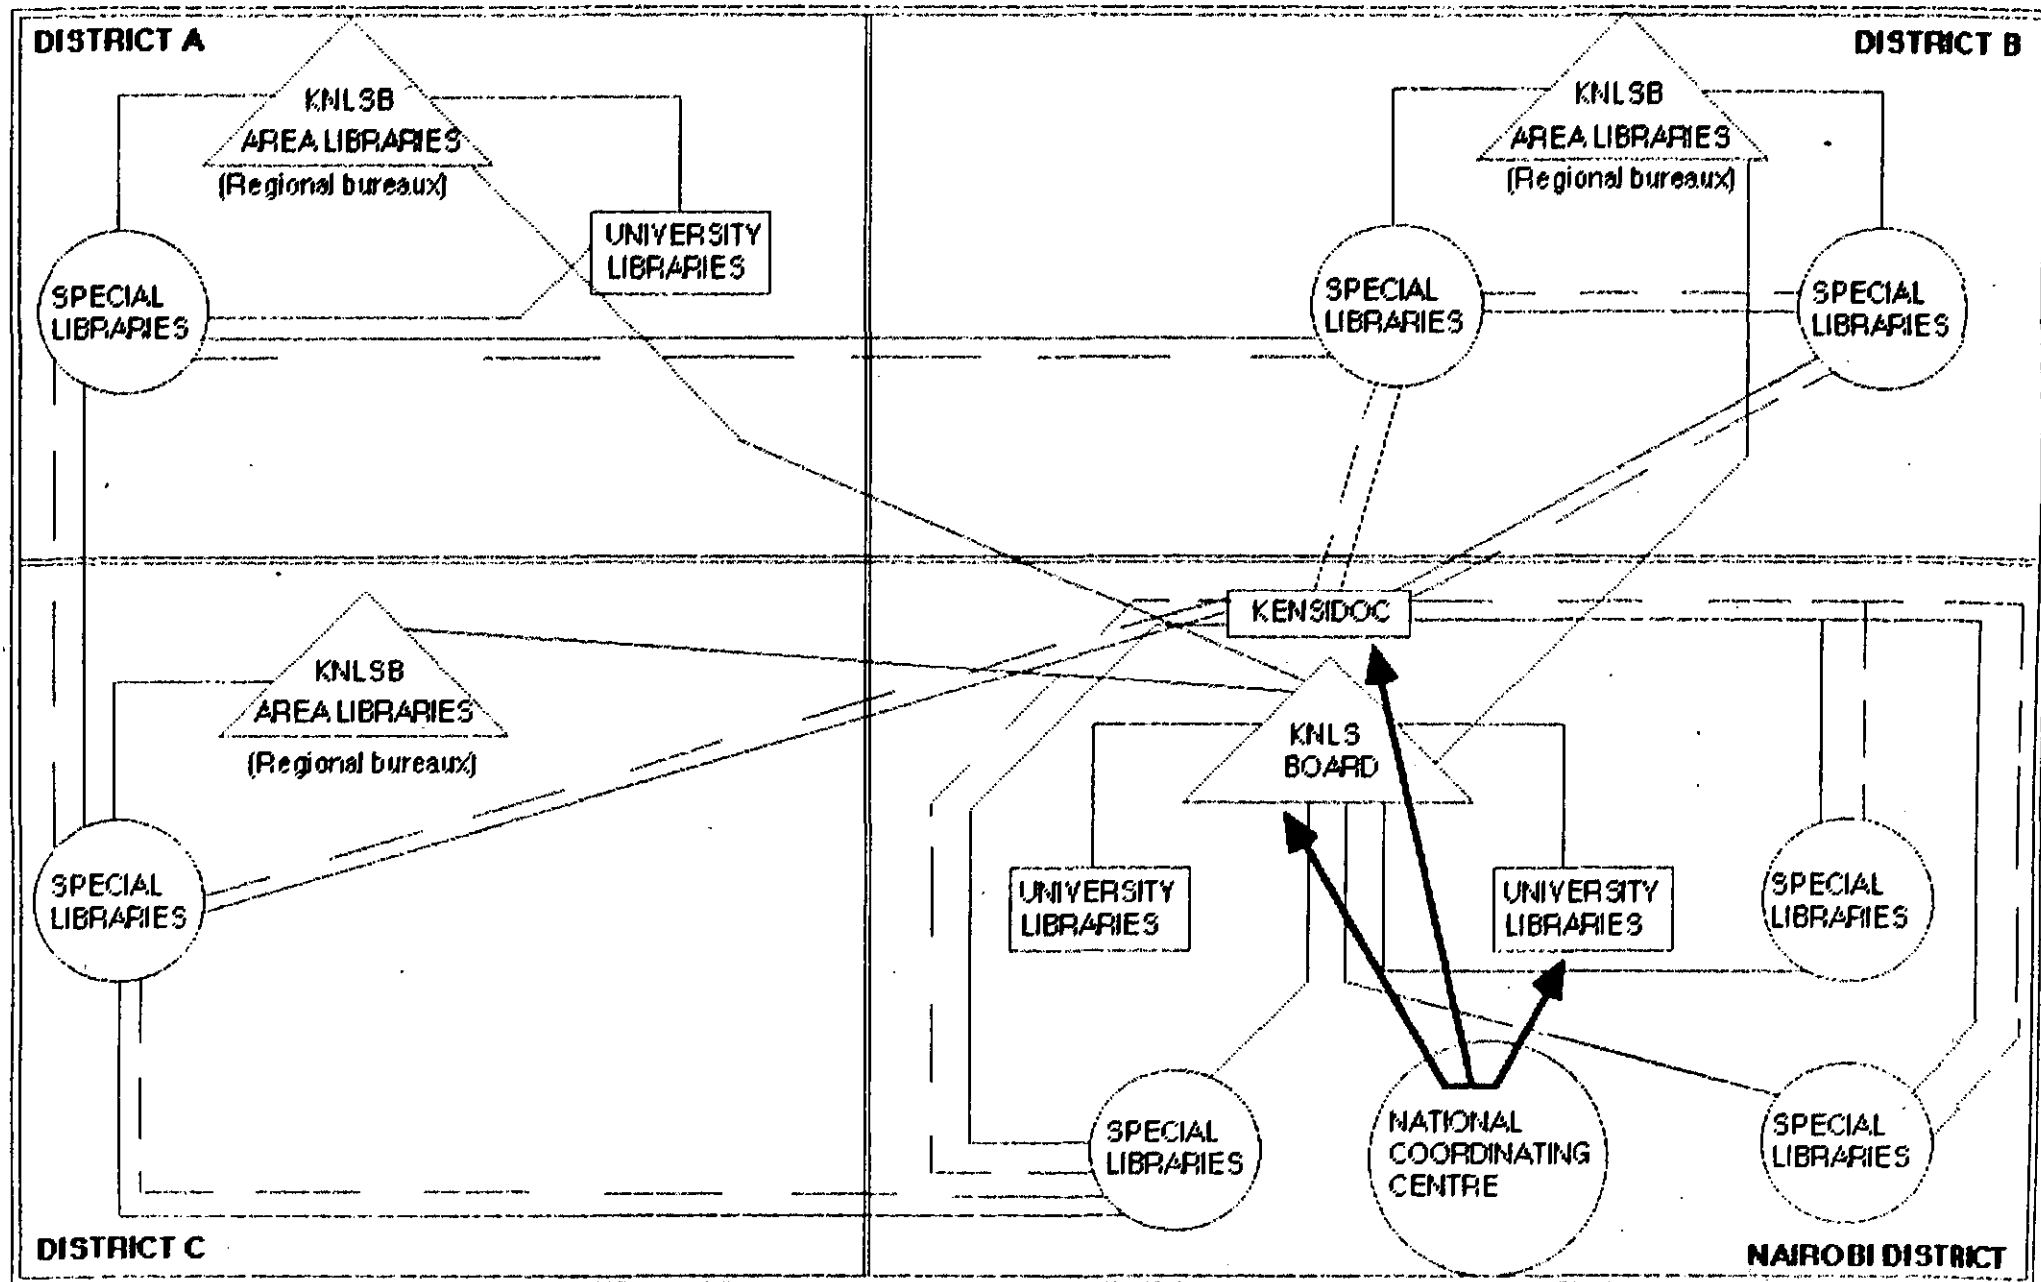 DISTRICT A
KNLSB
AREA LIBRARIES
(Regional bureaux)
UNIVERSITY
LIBRARIES
SPECIAL
LIBRARIES
DISTRICT B
KNLSB
AREA LIBRARIES
(Regional bureaux)
SPECIAL
LIBRARIES
SPECIAL
LIBRARIES
KNLSB
AREA LIBRARIES
(Regional bureaux)
SPECIAL
LIBRARIES
DISTRICT C
KENSIDOC
KNLS
BOARD
UNIVERSITY
LIBRARIES
UNIVERSITY
LIBRARIES
SPECIAL
LIBRARIES
SPECIAL
LIBRARIES
NATIONAL
COORDINATING
CENTRE
SPECIAL
LIBRARIES
NAIROBI DISTRICT